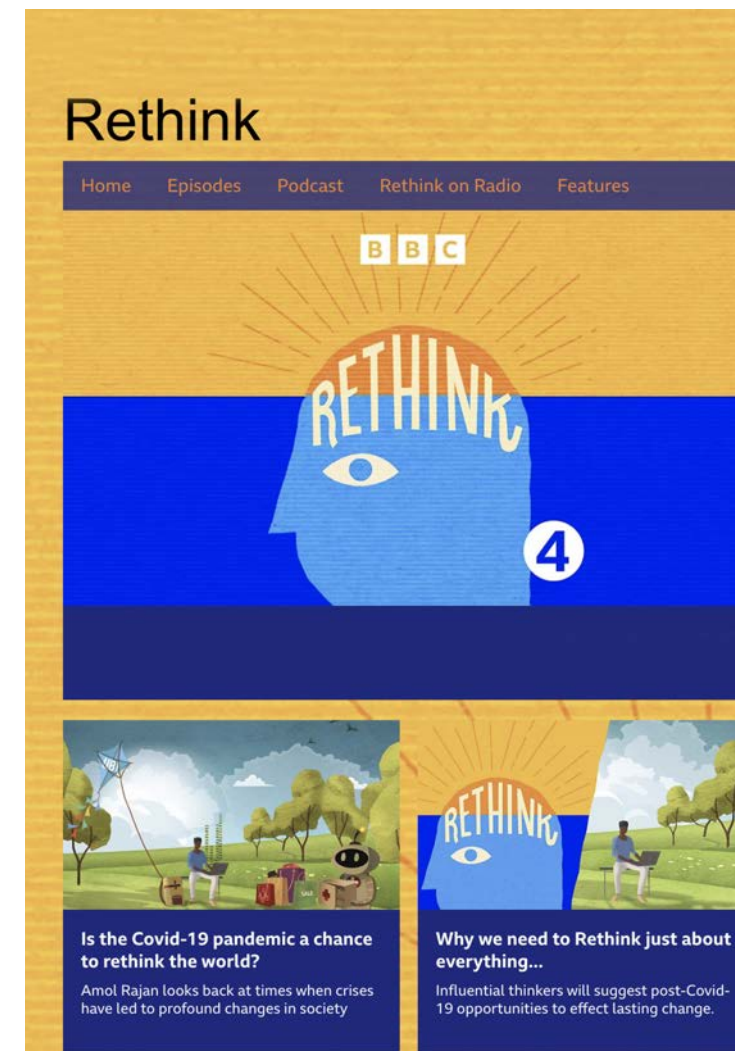 Rethink
Home Episodes Podcast Rethink on Radio Features
BBC
RETHINK
4
UBI
SALE
RETHINK
Is the Covid-19 pandemic a chance
to rethink the world?
Amol Rajan looks back at times when crises
have led to profound changes in society
Why we need to Rethink just about
everything...
Influential thinkers will suggest post-Covid-
19 opportunities to effect lasting change.